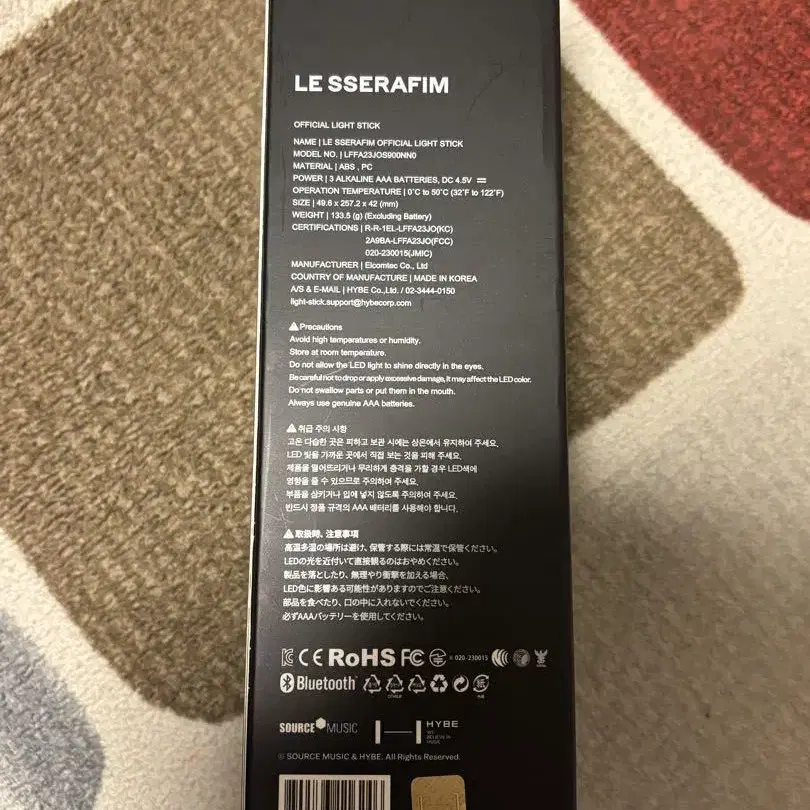 LE SSERAFIM
OFFICIAL LIGHT STICK
NAME | LE SSERAFIM OFFICIAL LIGHT STICK
MODEL NO. | LFFA23JOS900NN0
MATERIAL | ABS , PC
POWER | 3 ALKALINE AAA BATTERIES, DC 4.5V
OPERATION TEMPERATURE | 0°C to 50°C (32°F to 122°F)
SIZE | 49.6 x 257.2 x 42 (mm)
WEIGHT | 133.5 (g) (Excluding Battery)
CERTIFICATIONS | R-R-1EL-LFFA23JO(KC)
2A9BA-LFFA23JO(FCC)
020-230015(JMIC)
MANUFACTURER | Elcomtec Co., Ltd
COUNTRY OF MANUFACTURE | MADE IN KOREA
A/S & E-MAIL | HYBE Co.,Ltd. / 02-3444-0150
light-stick.support@hybecorp.com
Precautions
Avoid high temperatures or humidity.
Store at room temperature.
Do not allow the LED light to shine directly in the eyes.
Be careful not to drop or apply excessive damage, it may affect the LED color.
Do not swallow parts or put them in the mouth.
Always use genuine AAA batteries.
취급 주의 사항
고온 다습한 곳은 피하고 보관 시에는 상온에서 유지하여 주세요.
LED 빛을 가까운 곳에서 직접 보는 것을 피해 주세요.
제품을 떨어뜨리거나 무리하게 충격을 가할 경우 LED색에
영향을 줄 수 있으므로 주의하여 주세요.
부품을 삼키거나 입에 넣지 않도록 주의하여 주세요.
반드시 정품 규격의 AAA 배터리를 사용해야 합니다.
取扱時、注意事項
高温多湿の場所は避け、保管する際には常温で保管ください。
LEDの光を近付いて直接観るのはおやめください。
製品を落としたり、無理やり衝撃を加える場合、
LED色に影響ある可能性がありますのでご注意ください。
部品を食べたり、口の中に入れないでください。
必ずAAAバッテリーを使用してください。
CE RoHS FC 020-230015
Bluetooth
SOURCE MUSIC HYBE
WE
BELIEVE IN
MUSIC
© SOURCE MUSIC & HYBE. All Rights Reserved.